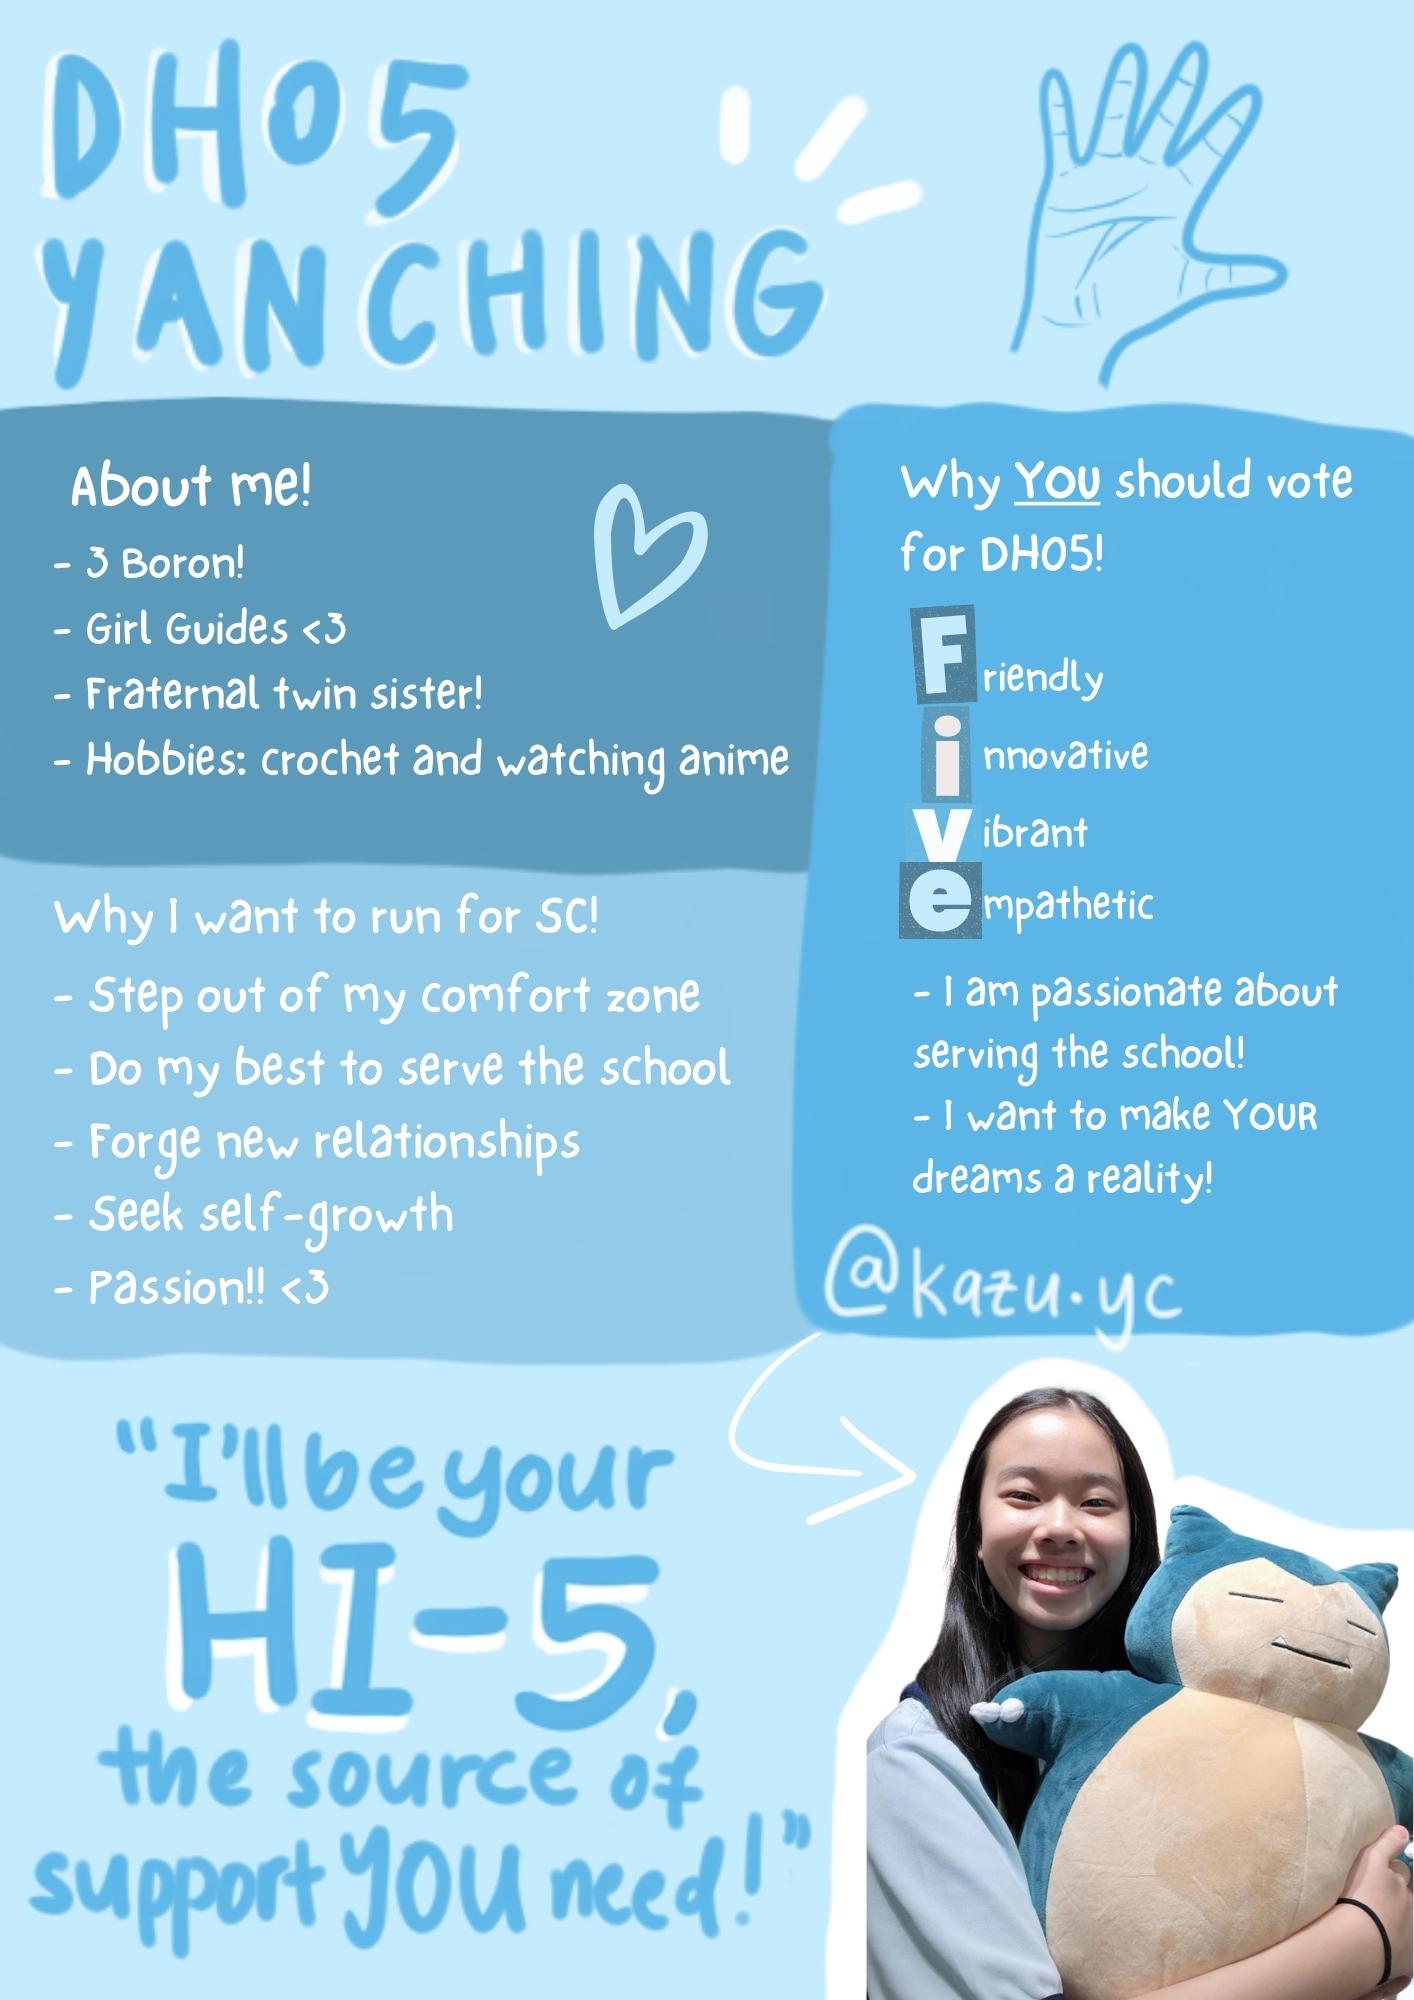 DH05
YAN CHING
About me!
- 3 Boron!
- Girl Guides <3
- Fraternal twin sister!
- Hobbies: crochet and watching anime
Why I want to run for SC!
- Step out of my comfort zone
- Do my best to serve the school
- Forge new relationships
- Seek self-growth
- Passion!! <3
Why YOU should vote
for DH05!
Friendly
innovative
vibrant
empathetic
- I am passionate about
serving the school!
- I want to make YOUR
dreams a reality!
@kazu.yc
"I'll be your
HI-5,
the source of
support YOU need!"